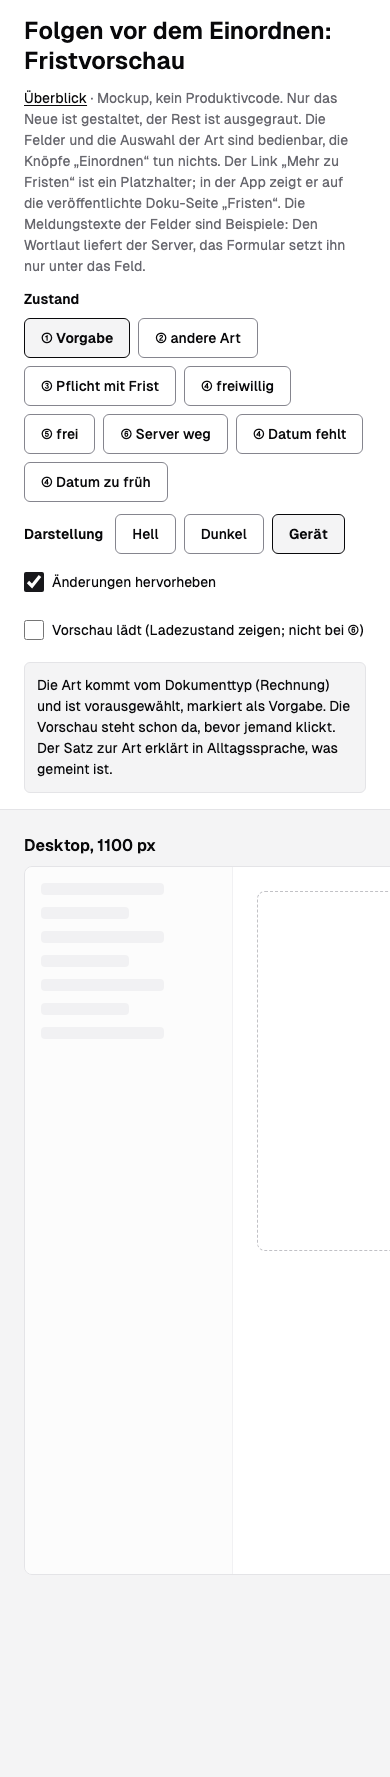 Folgen vor dem Einordnen:
Fristvorschau
Überblick · Mockup, kein Produktivcode. Nur das
Neue ist gestaltet, der Rest ist ausgegraut. Die
Felder und die Auswahl der Art sind bedienbar, die
Knöpfe „Einordnen“ tun nichts. Der Link „Mehr zu
Fristen“ ist ein Platzhalter; in der App zeigt er auf
die veröffentlichte Doku-Seite „Fristen“. Die
Meldungstexte der Felder sind Beispiele: Den
Wortlaut liefert der Server, das Formular setzt ihn
nur unter das Feld.
Zustand
① Vorgabe ② andere Art
③ Pflicht mit Frist ④ freiwillig
⑤ frei ⑥ Server weg ④ Datum fehlt
④ Datum zu früh
Darstellung Hell Dunkel Gerät
Änderungen hervorheben
Vorschau lädt (Ladezustand zeigen; nicht bei ⑥)
Die Art kommt vom Dokumenttyp (Rechnung)
und ist vorausgewählt, markiert als Vorgabe. Die
Vorschau steht schon da, bevor jemand klickt.
Der Satz zur Art erklärt in Alltagssprache, was
gemeint ist.
Desktop, 1100 px